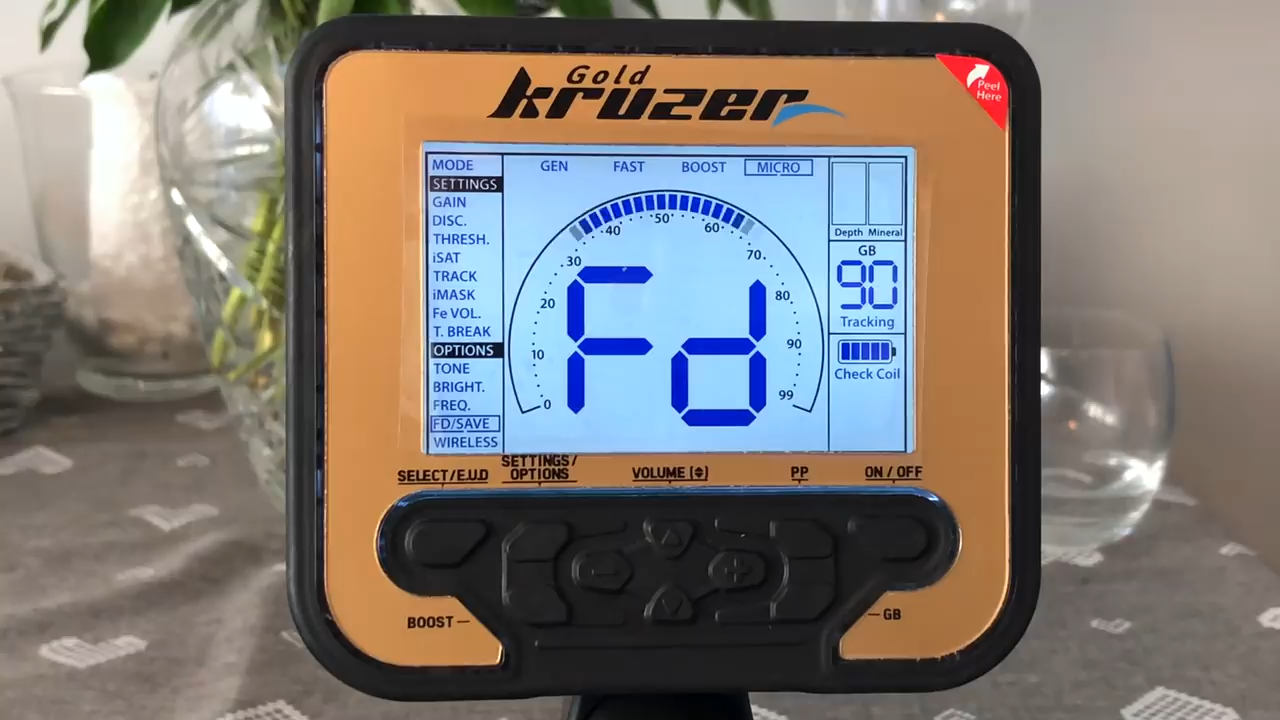 Gold
kruzer
Peel
Here
MODE
SETTINGS
GAIN
DISC.
THRESH.
iSAT
TRACK
iMASK
Fe VOL.
T. BREAK
OPTIONS
TONE
BRIGHT.
FREQ.
FD/SAVE
WIRELESS
GEN FAST BOOST MICRO
0 10 20 30 40 50 60 70 80 90 99
Fd
Depth Mineral
GB
90
Tracking
Check Coil
SELECT/E.U.D SETTINGS/ VOLUME PP ON / OFF
OPTIONS
- +
BOOST
GB